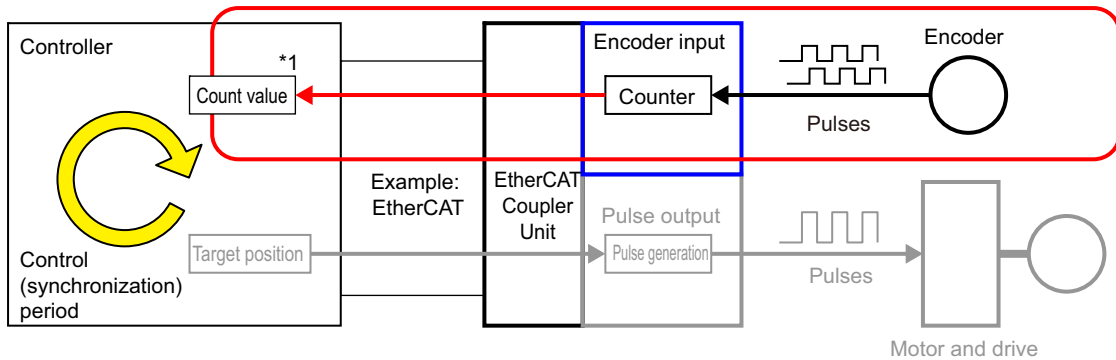 Controller
*1
Count value
Encoder input
Counter
Encoder
Pulses
Example:
EtherCAT
EtherCAT
Coupler
Unit
Control
(synchronization)
period
Target position
Pulse output
Pulse generation
Pulses
Motor and drive